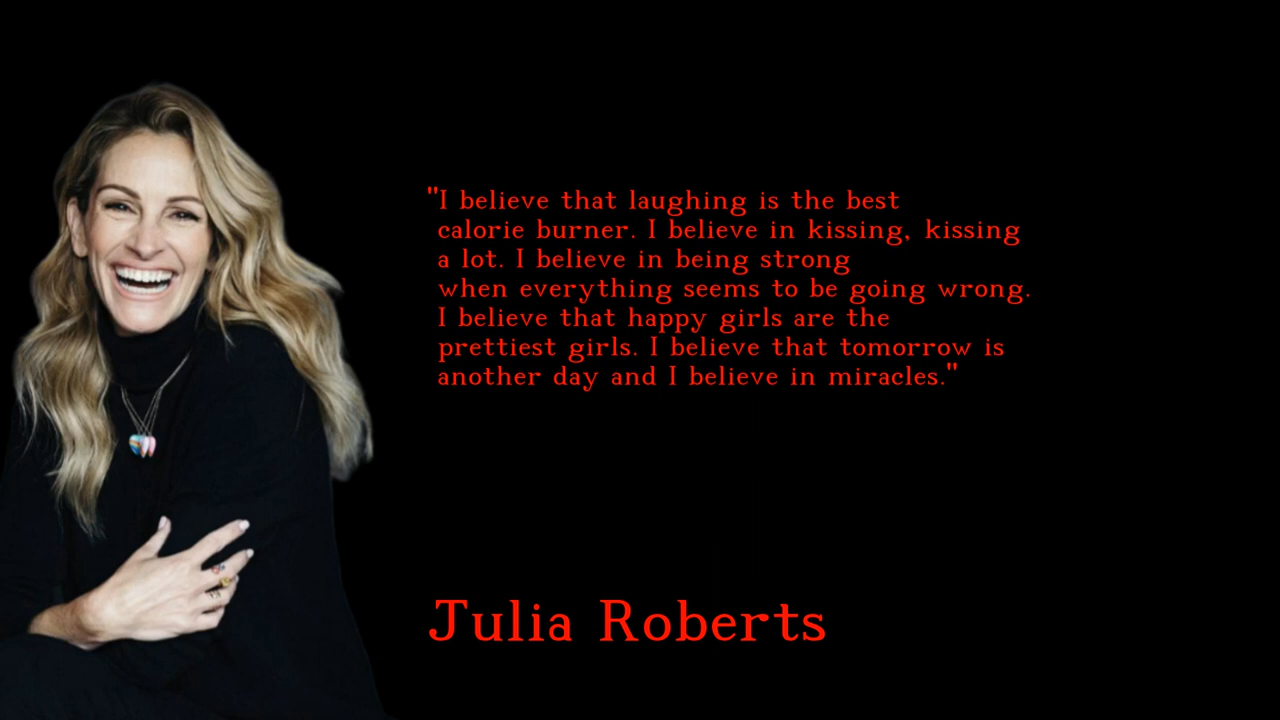 "I believe that laughing is the best
calorie burner. I believe in kissing, kissing
a lot. I believe in being strong
when everything seems to be going wrong.
I believe that happy girls are the
prettiest girls. I believe that tomorrow is
another day and I believe in miracles."
Julia Roberts